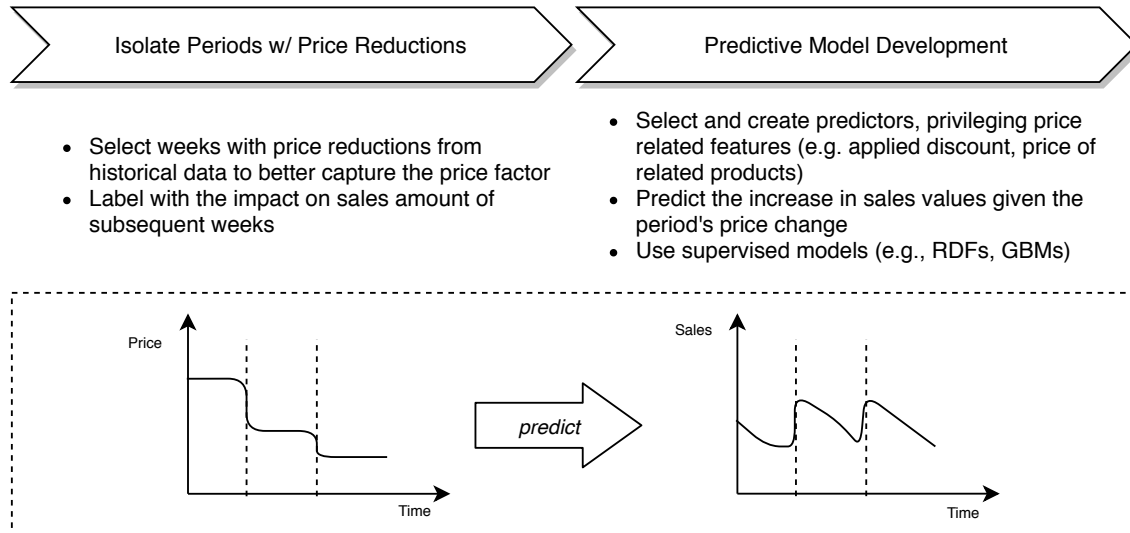 Isolate Periods w/ Price Reductions
Predictive Model Development
• Select weeks with price reductions from
historical data to better capture the price factor
• Label with the impact on sales amount of
subsequent weeks
• Select and create predictors, privileging price
related features (e.g. applied discount, price of
related products)
• Predict the increase in sales values given the
period's price change
• Use supervised models (e.g., RDFs, GBMs)
Price
Time
predict
Sales
Time